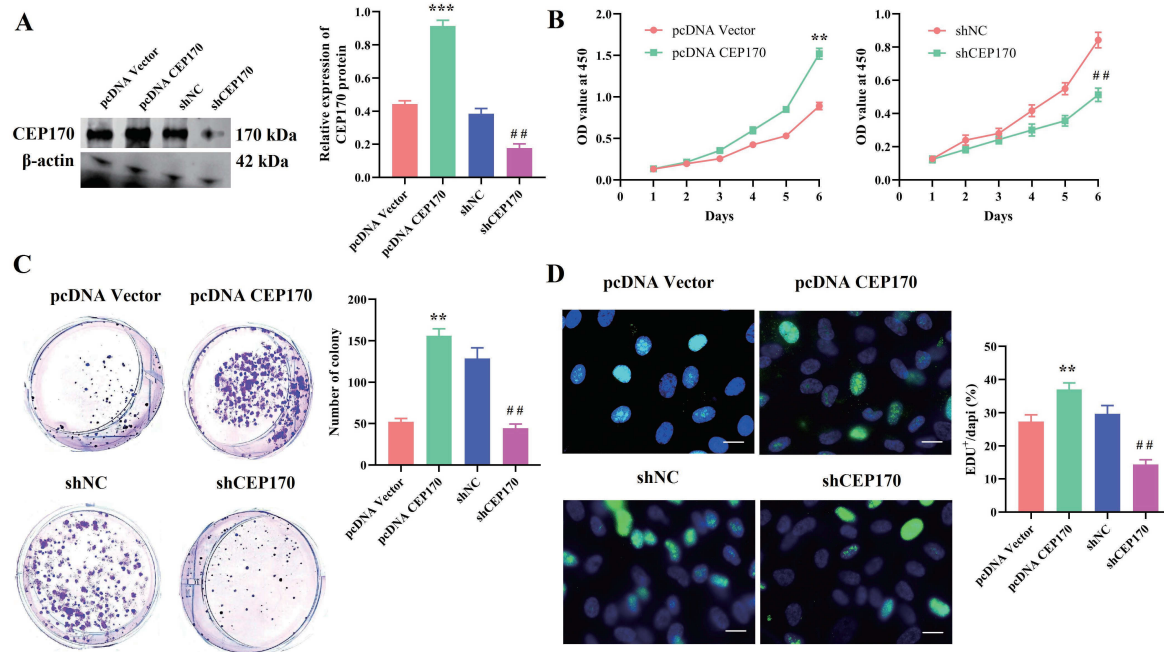 A
pcDNA Vector
pcDNA CEP170
shNC
shCEP170
CEP170
170 kDa
β-actin
42 kDa
Relative expression of
CEP170 protein
1.0
0.8
0.6
0.4
0.2
0.0
***
##
pcDNA Vector
pcDNA CEP170
shNC
shCEP170
B
OD value at 450
2.0
1.5
1.0
0.5
0.0
pcDNA Vector
pcDNA CEP170
**
0 1 2 3 4 5 6
Days
OD value at 450
1.0
0.8
0.6
0.4
0.2
0.0
shNC
shCEP170
##
0 1 2 3 4 5 6
Days
C
pcDNA Vector
pcDNA CEP170
shNC
shCEP170
Number of colony
200
150
100
50
0
**
##
pcDNA Vector
pcDNA CEP170
shNC
shCEP170
D
pcDNA Vector
pcDNA CEP170
shNC
shCEP170
EDU+/dapi (%)
60
40
20
0
**
##
pcDNA Vector
pcDNA CEP170
shNC
shCEP170